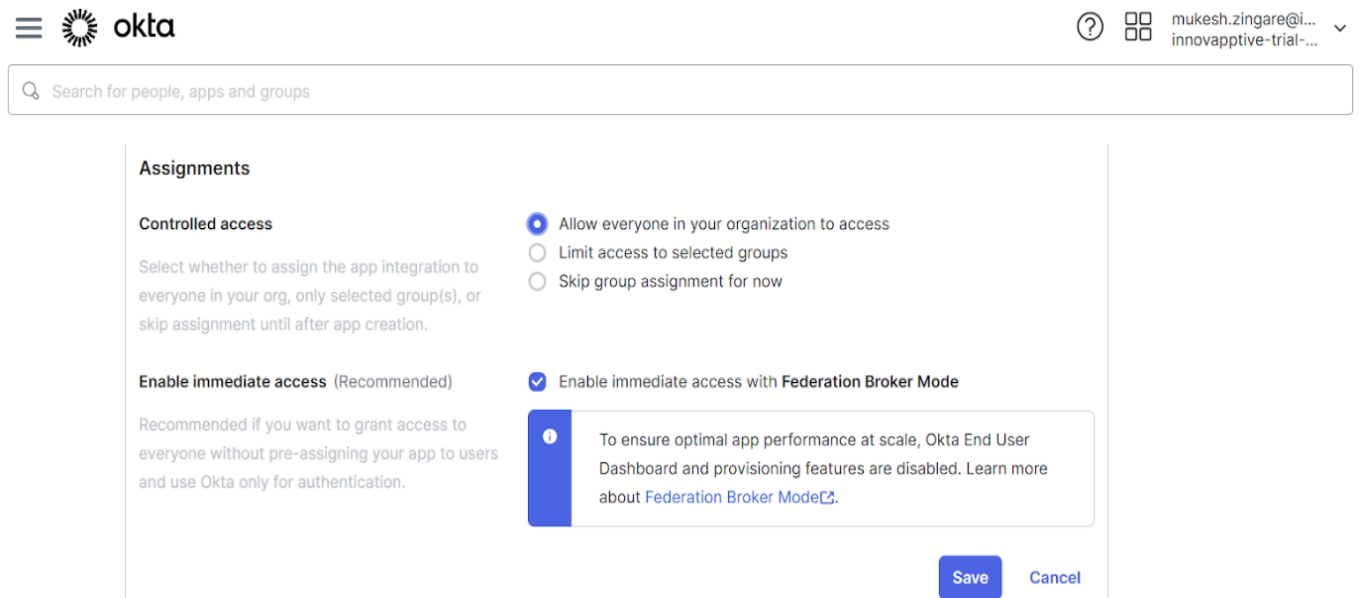 okta
mukesh.zingare@i...
innovapptive-trial-...
Search for people, apps and groups
Assignments
Controlled access
Select whether to assign the app integration to
everyone in your org, only selected group(s), or
skip assignment until after app creation.
Allow everyone in your organization to access
Limit access to selected groups
Skip group assignment for now
Enable immediate access (Recommended)
Recommended if you want to grant access to
everyone without pre-assigning your app to users
and use Okta only for authentication.
Enable immediate access with Federation Broker Mode
To ensure optimal app performance at scale, Okta End User
Dashboard and provisioning features are disabled. Learn more
about Federation Broker Mode.
Save Cancel